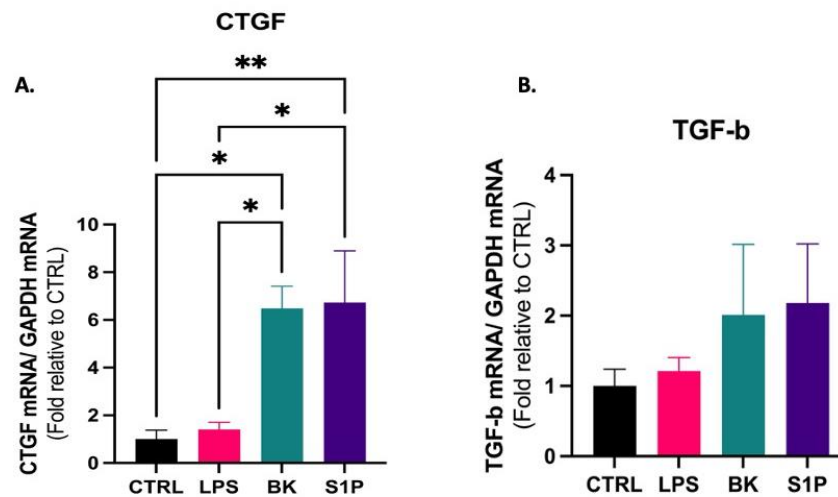 CTGF
A.
**
*
*
*
CTGF mRNA/ GAPDH mRNA
(Fold relative to CTRL)
10
8
6
4
2
0
CTRL LPS BK S1P
B.
TGF-b
TGF-b mRNA/ GAPDH mRNA
(Fold relative to CTRL)
4
3
2
1
0
CTRL LPS BK S1P